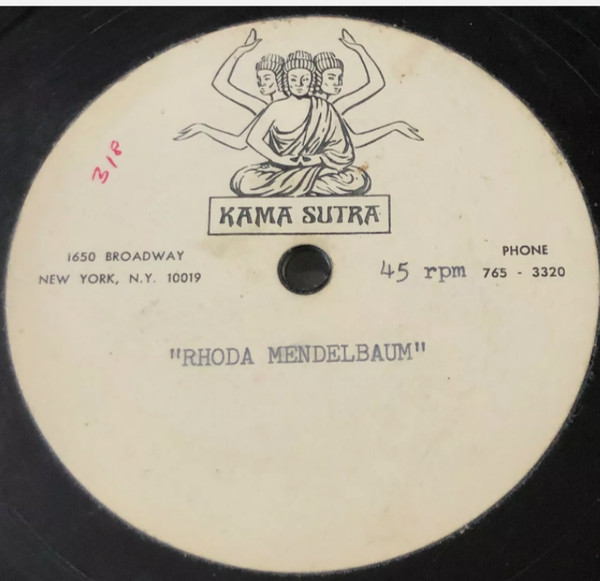 318
KAMA SUTRA
1650 BROADWAY
NEW YORK, N.Y. 10019
45 rpm
PHONE
765 - 3320
"RHODA MENDELBAUM"